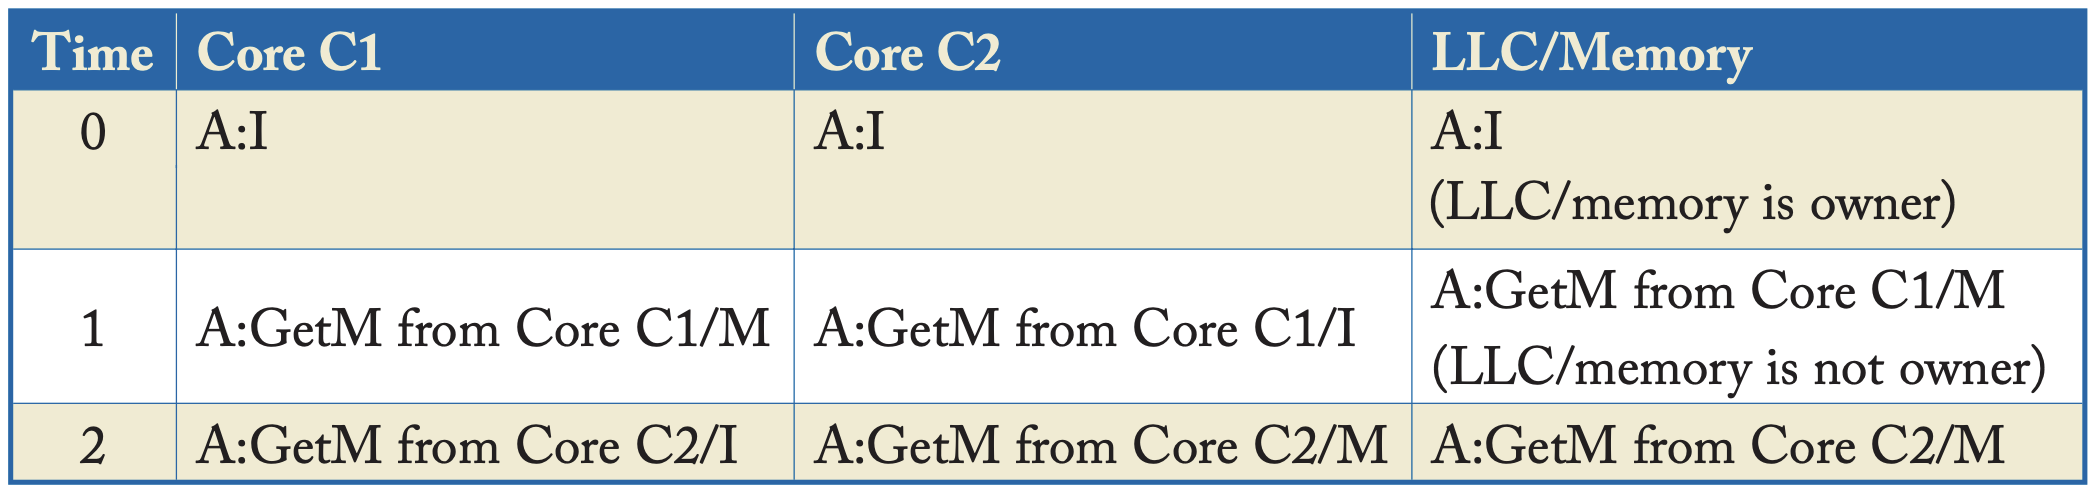 Time Core C1 Core C2 LLC/Memory
0 A:I A:I A:I
(LLC/memory is owner)
1 A:GetM from Core C1/M A:GetM from Core C1/I A:GetM from Core C1/M
(LLC/memory is not owner)
2 A:GetM from Core C2/I A:GetM from Core C2/M A:GetM from Core C2/M